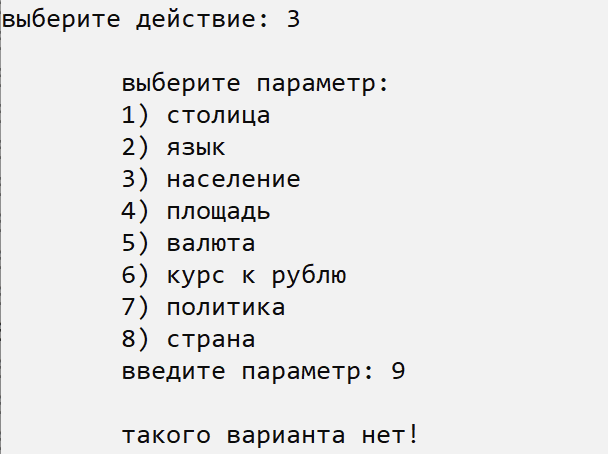 выберите действие: 3
выберите параметр:
1) столица
2) язык
3) население
4) площадь
5) валюта
6) курс к рублю
7) политика
8) страна
введите параметр: 9
такого варианта нет!